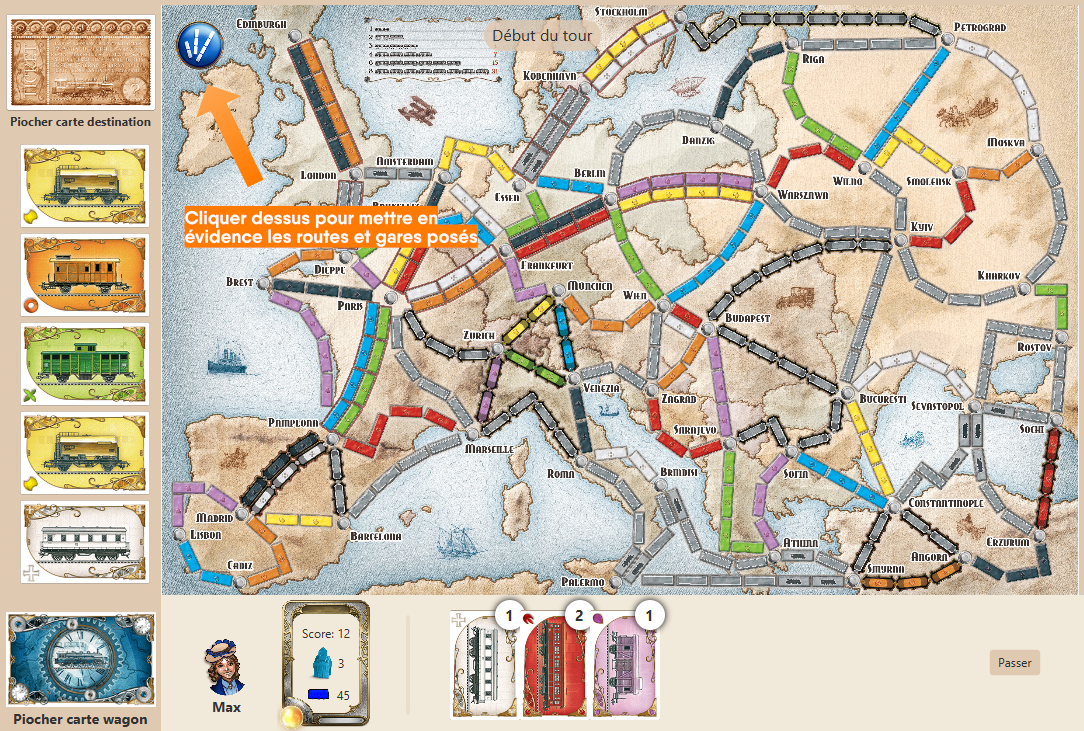 EDINBURGH
STOCKHOLM
Début du tour
PETROGRAD
RIGA
KOBENHAVN
Piocher carte destination
DANZIG
MOSKVA
AMSTERDAM
LONDON
BERLIN
ESSEN
WILNO
SMOLENSK
WARSZAWA
Cliquer dessus pour mettre en
évidence les routes et gares posés
KYIV
DIEPPE
FRANKFURT
KHARKOV
BREST
MÜNCHEN
PARIS
WIEN
BUDAPEST
ZÜRICH
ROSTOV
VENEZIA
ZAGRAD
BUCURESTI
SEVASTOPOL
PAMPLONA
SARAJEVO
SOCHI
MARSEILLE
ROMA
BRINDISI
SOFIA
CONSTANTINOPLE
MADRID
LISBON
BARCELONA
ATHINA
ERZURUM
CADIZ
ANGORA
SMYRNA
PALERMO
Score: 12
1
2
1
3
45
Passer
Max
Piocher carte wagon